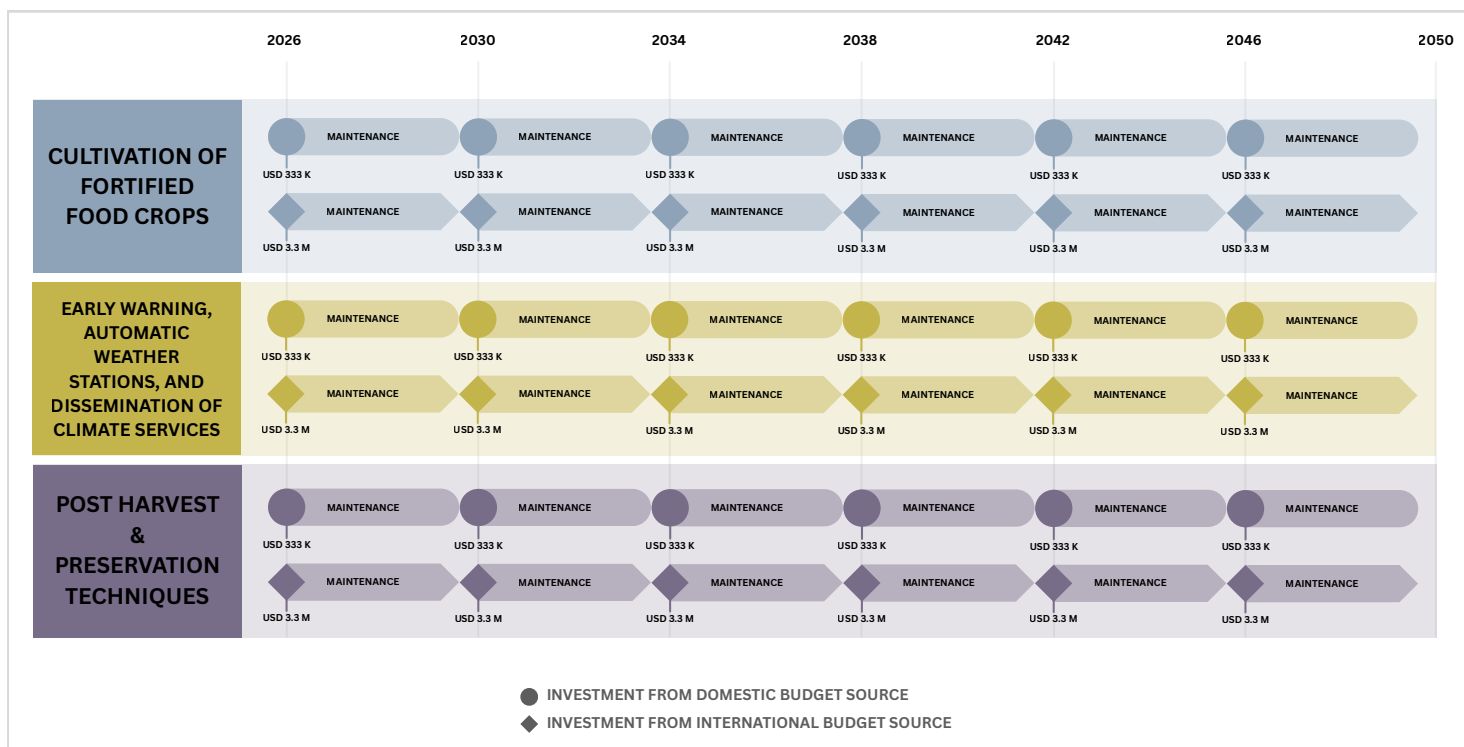 2026 2030 2034 2038 2042 2046 2050
CULTIVATION OF
FORTIFIED
FOOD CROPS
MAINTENANCE MAINTENANCE MAINTENANCE MAINTENANCE MAINTENANCE MAINTENANCE
USD 333 K USD 333 K USD 333 K USD 333 K USD 333 K USD 333 K
MAINTENANCE MAINTENANCE MAINTENANCE MAINTENANCE MAINTENANCE MAINTENANCE
USD 3.3 M USD 3.3 M USD 3.3 M USD 3.3 M USD 3.3 M USD 3.3 M
EARLY WARNING,
AUTOMATIC
WEATHER
STATIONS, AND
DISSEMINATION OF
CLIMATE SERVICES
MAINTENANCE MAINTENANCE MAINTENANCE MAINTENANCE MAINTENANCE MAINTENANCE
USD 333 K USD 333 K USD 333 K USD 333 K USD 333 K USD 333 K
MAINTENANCE MAINTENANCE MAINTENANCE MAINTENANCE MAINTENANCE MAINTENANCE
USD 3.3 M USD 3.3 M USD 3.3 M USD 3.3 M USD 3.3 M USD 3.3 M
POST HARVEST
&
PRESERVATION
TECHNIQUES
MAINTENANCE MAINTENANCE MAINTENANCE MAINTENANCE MAINTENANCE MAINTENANCE
USD 333 K USD 333 K USD 333 K USD 333 K USD 333 K USD 333 K
MAINTENANCE MAINTENANCE MAINTENANCE MAINTENANCE MAINTENANCE MAINTENANCE
USD 3.3 M USD 3.3 M USD 3.3 M USD 3.3 M USD 3.3 M USD 3.3 M
INVESTMENT FROM DOMESTIC BUDGET SOURCE
INVESTMENT FROM INTERNATIONAL BUDGET SOURCE